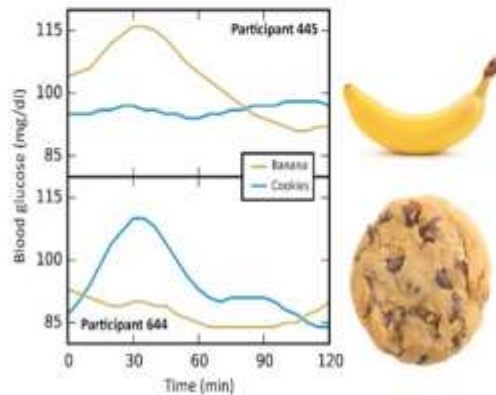 Blood glucose (mg/dl)
115
100
85
Participant 445
Banana
Cookies
115
100
85
Participant 644
0
30
60
90
120
Time (min)